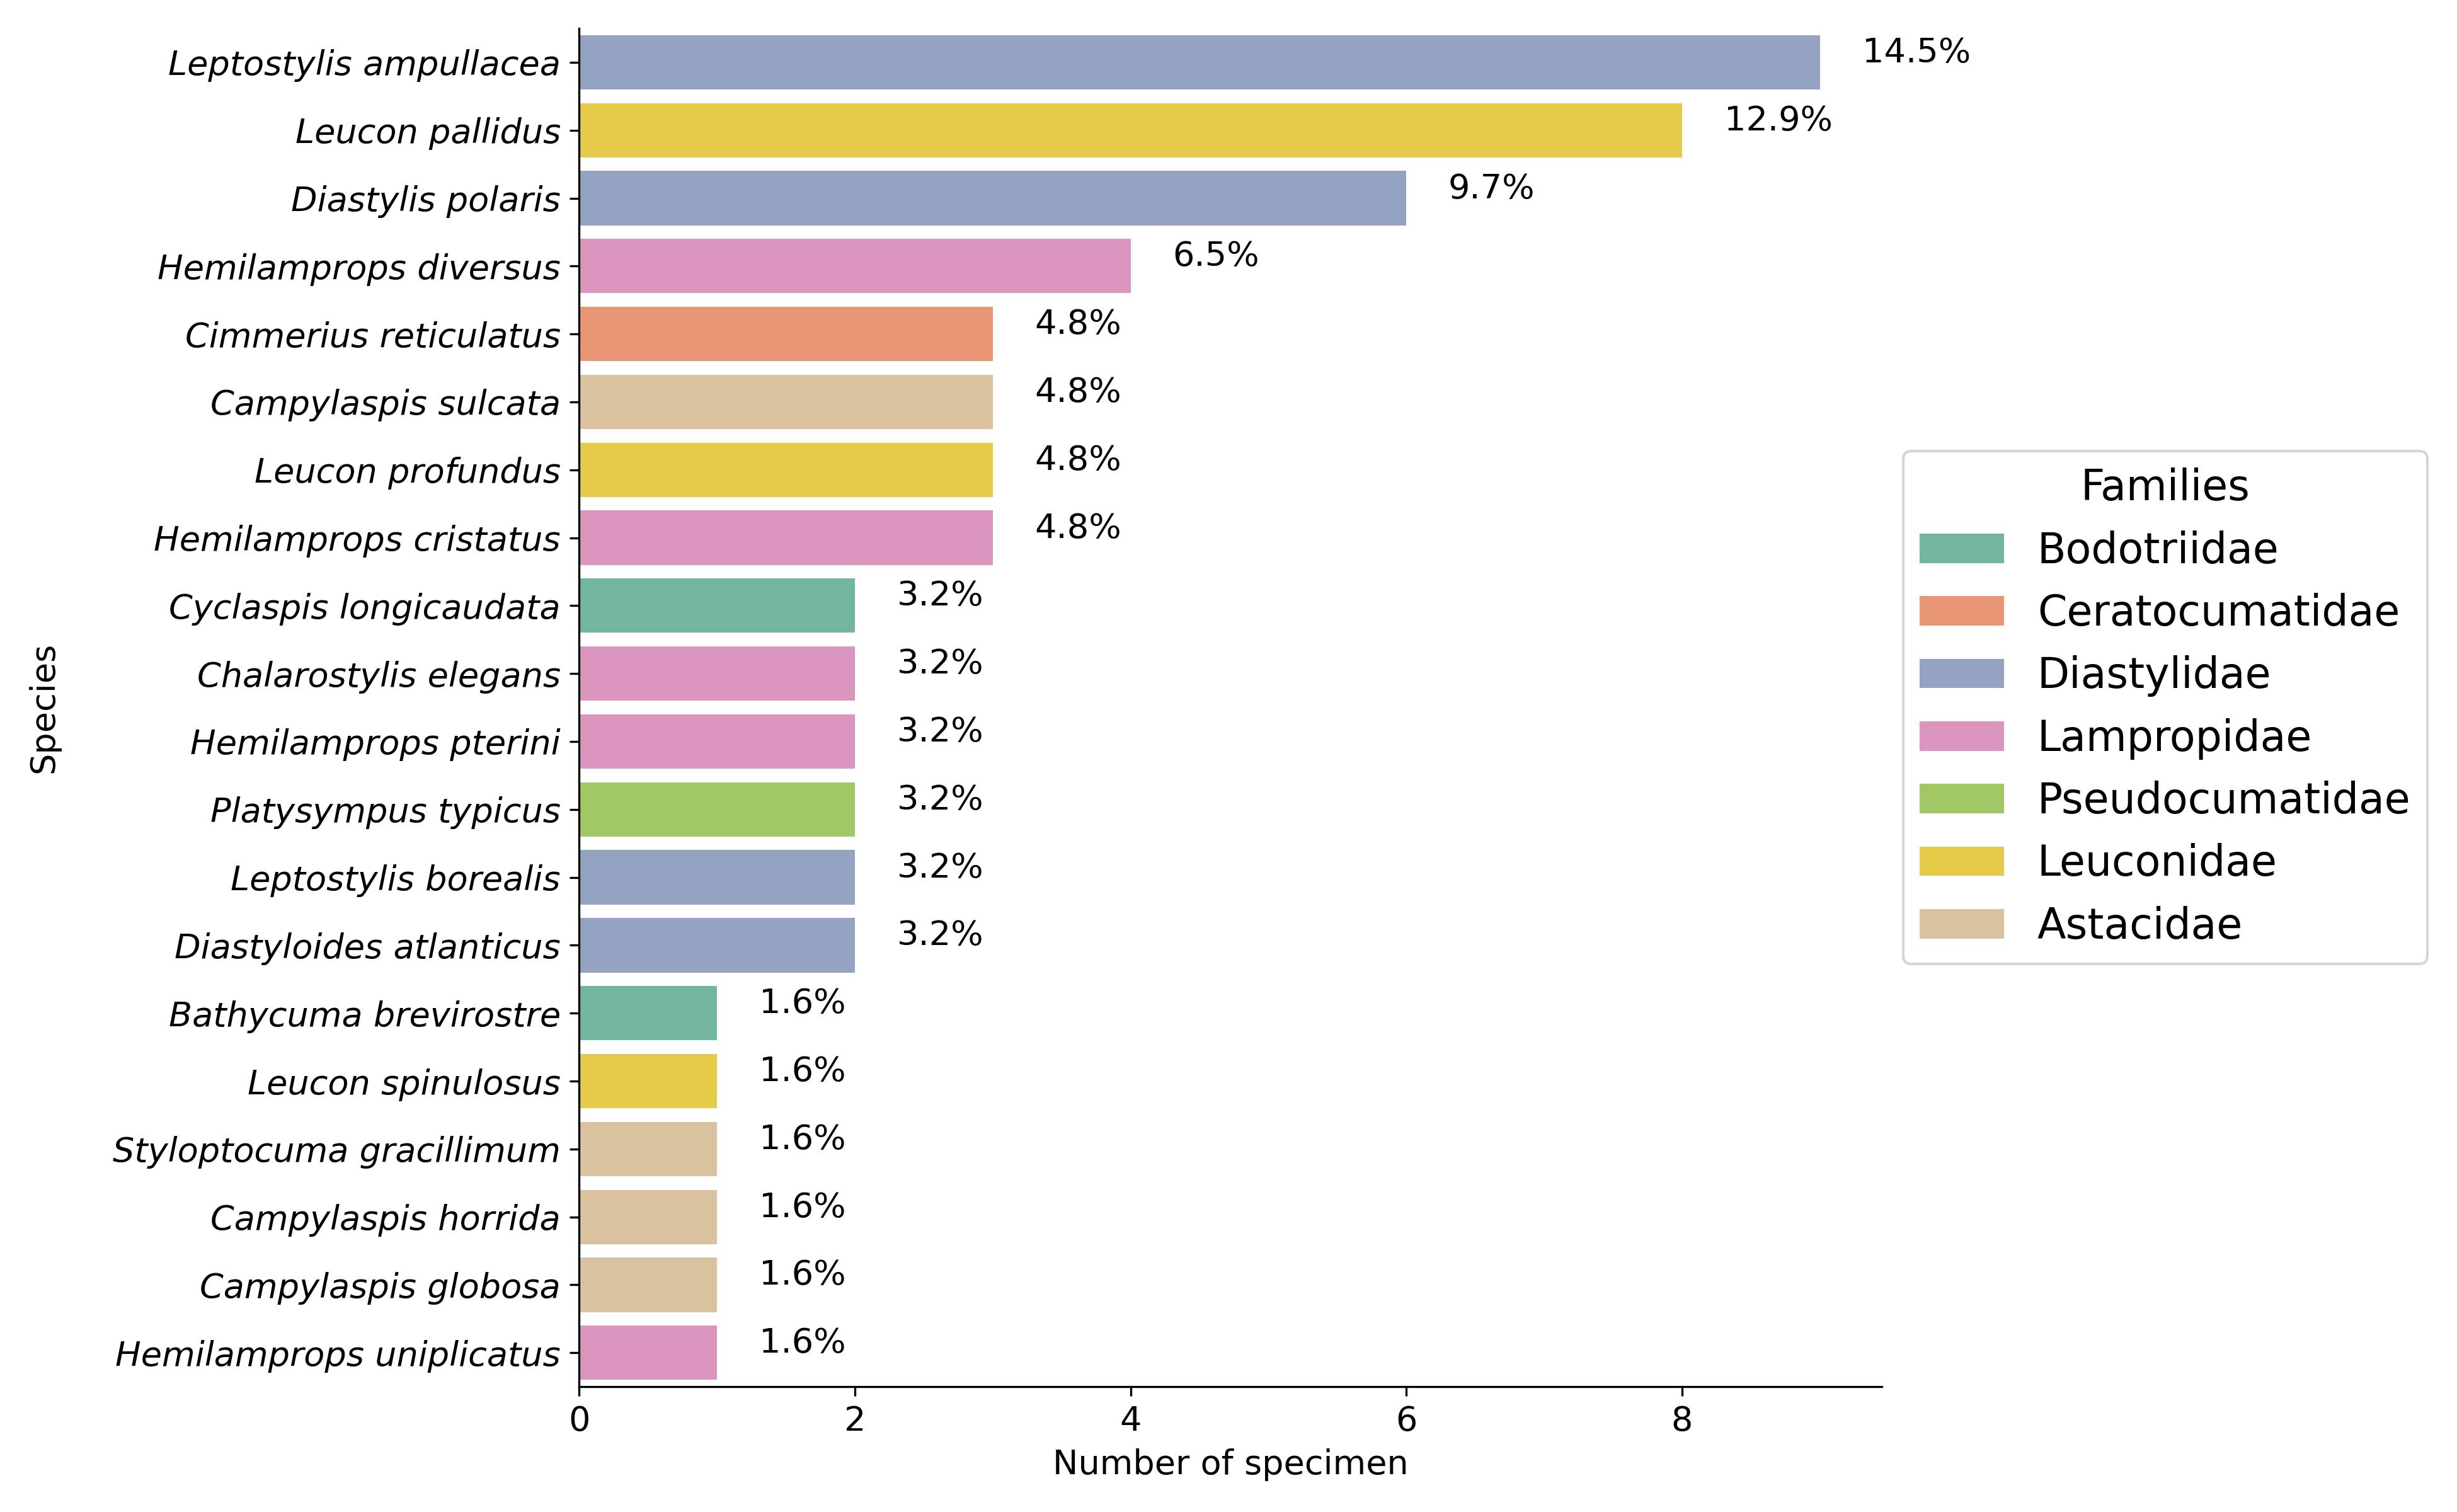 Leptostylis ampullacea 14.5%
Leucon pallidus 12.9%
Diastylis polaris 9.7%
Hemilamprops diversus 6.5%
Cimmerius reticulatus 4.8%
Campylaspis sulcata 4.8%
Leucon profundus 4.8%
Hemilamprops cristatus 4.8%
Cyclaspis longicaudata 3.2%
Chalarostylis elegans 3.2%
Hemilamprops pterini 3.2%
Platysympus typicus 3.2%
Leptostylis borealis 3.2%
Diastyloides atlanticus 3.2%
Bathycuma brevirostre 1.6%
Leucon spinulosus 1.6%
Styloptocuma gracillimum 1.6%
Campylaspis horrida 1.6%
Campylaspis globosa 1.6%
Hemilamprops uniplicatus 1.6%
Species
0 2 4 6 8
Number of specimen
Families
Bodotriidae
Ceratocumatidae
Diastylidae
Lampropidae
Pseudocumatidae
Leuconidae
Astacidae